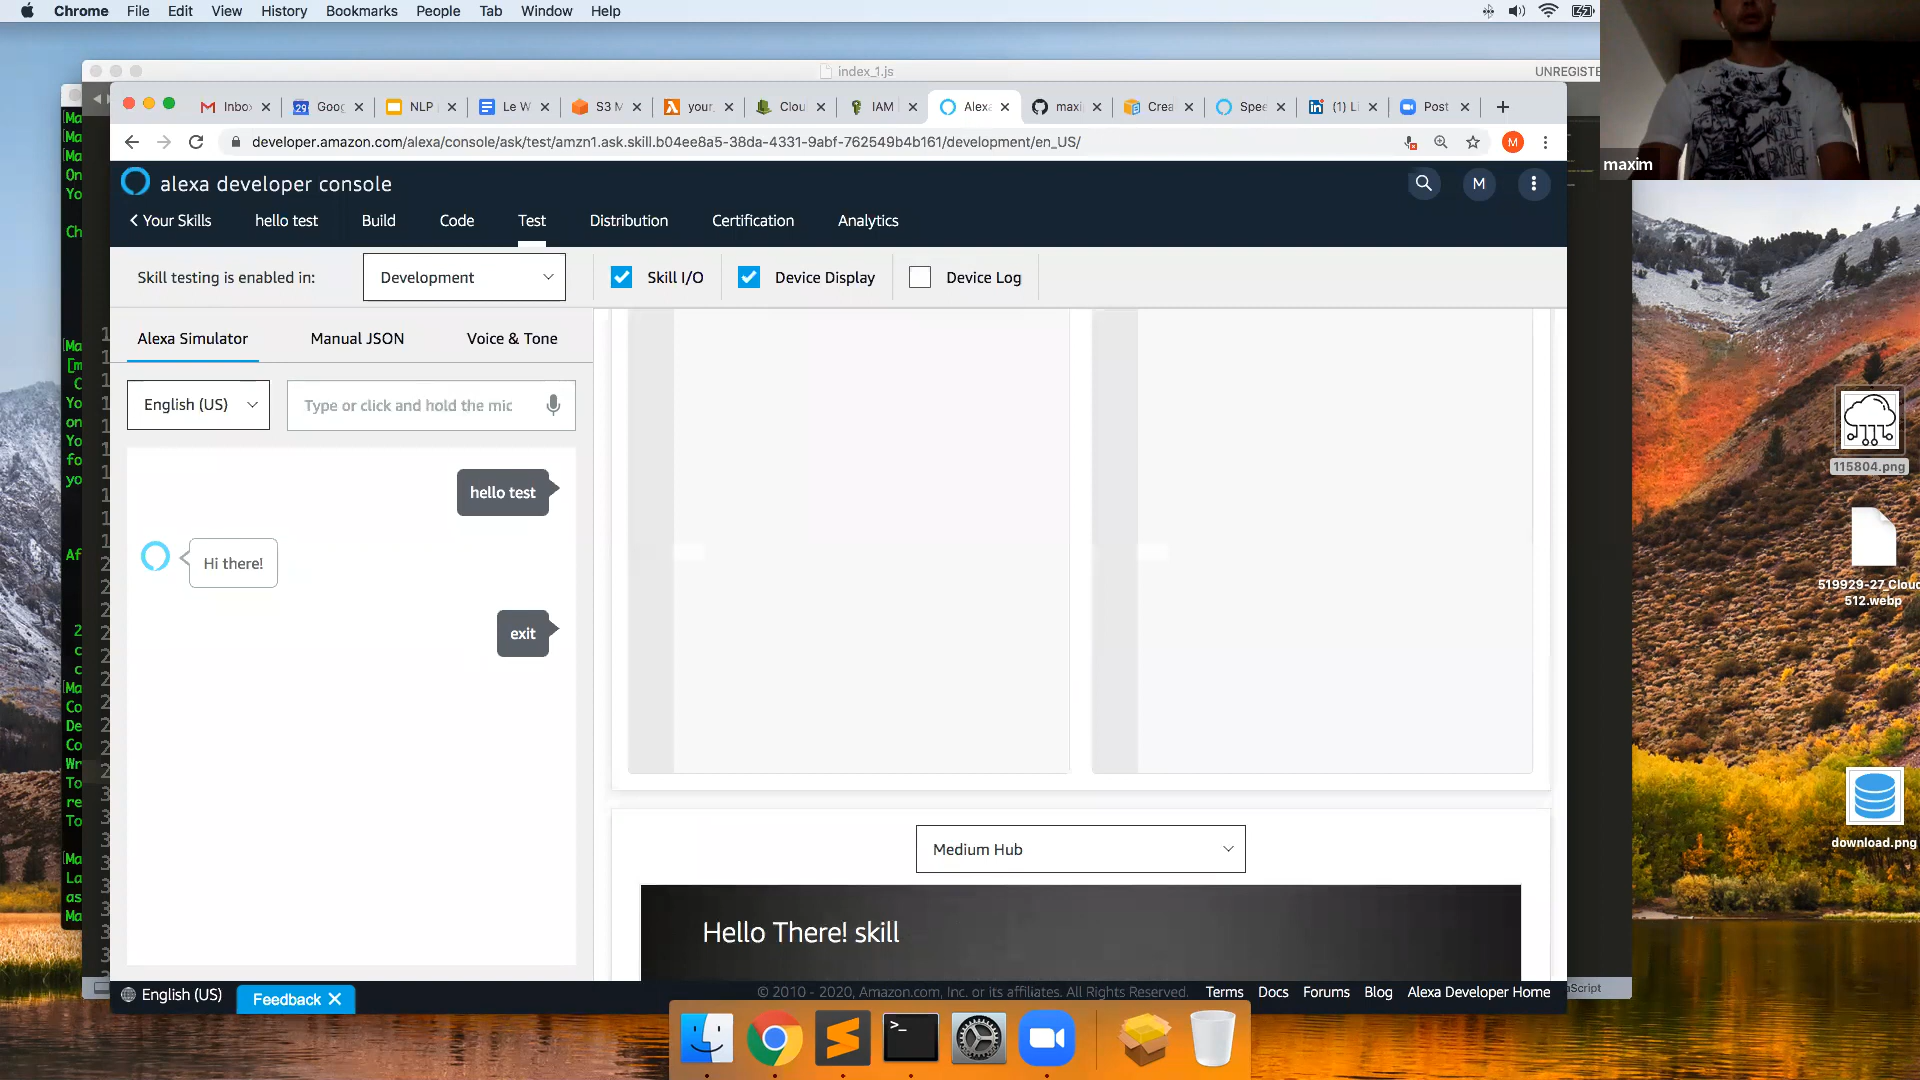 Chrome File Edit View History Bookmarks People Tab Window Help
index_1.js
Inbo Goog NLP Le W S3 M your Clou IAM Alexa maxi Crea Spee (1) Li Post
developer.amazon.com/alexa/console/ask/test/amzn1.ask.skill.b04ee8a5-38da-4331-9abf-762549b4b161/development/en_US/
M
maxim
alexa developer console
M
Your Skills hello test Build Code Test Distribution Certification Analytics
Skill testing is enabled in: Development Skill I/O Device Display Device Log
Alexa Simulator Manual JSON Voice & Tone
English (US) Type or click and hold the mic
hello test
Hi there!
exit
115804.png
519929-27_Clou
512.webp
download.png
Medium Hub
Hello There! skill
English (US) Feedback
© 2010 - 2020, Amazon.com, Inc. or its affiliates. All Rights Reserved. Terms Docs Forums Blog Alexa Developer Home